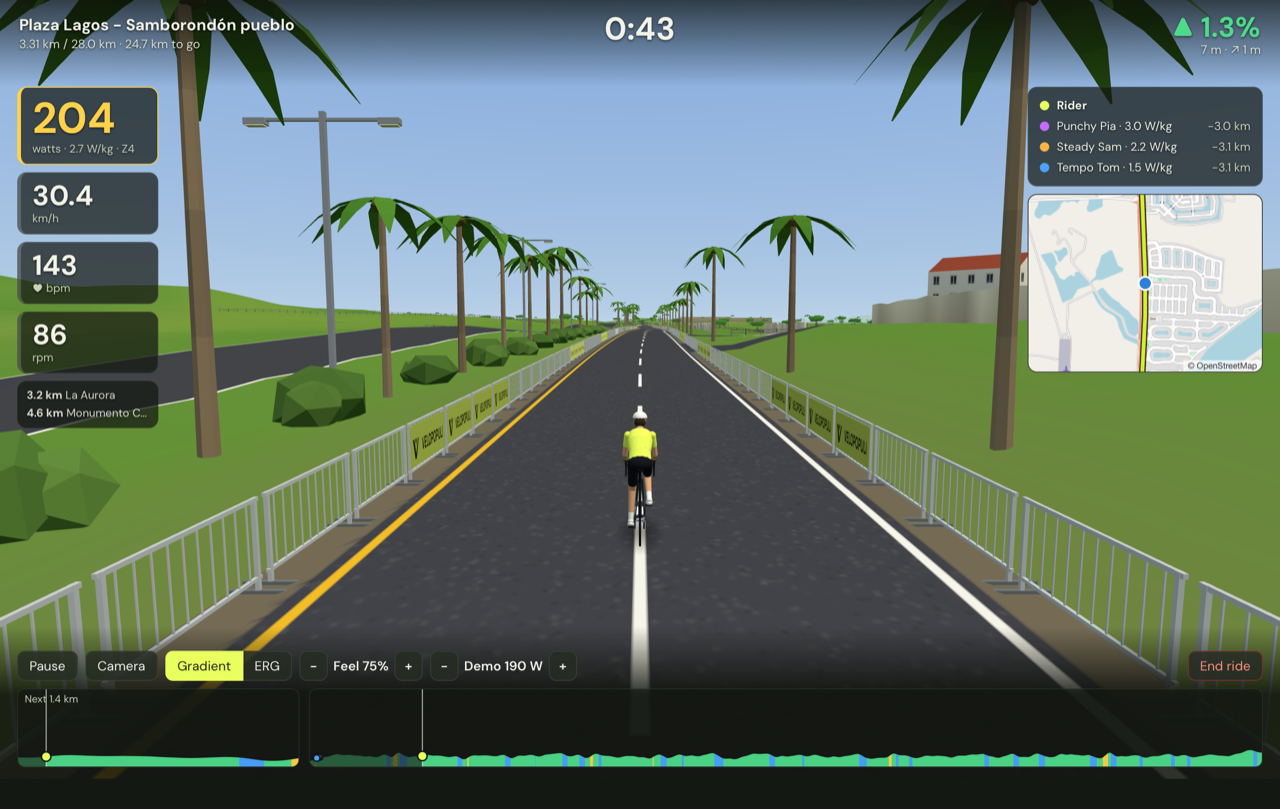 Plaza Lagos – Samborondón pueblo
3.31 km / 28.0 km · 24.7 km to go
0:43
▲ 1.3%
7 m · ↗ 1 m
204
watts · 2.7 W/kg · Z4
30.4
km/h
143
♥ bpm
86
rpm
3.2 km La Aurora
4.6 km Monumento C...
Rider
Punchy Pia · 3.0 W/kg −3.0 km
Steady Sam · 2.2 W/kg −3.1 km
Tempo Tom · 1.5 W/kg −3.1 km
© OpenStreetMap
VELOPOPULI
VELOPOPULI
Pause Camera Gradient ERG - Feel 75% + - Demo 190 W + End ride
Next 1.4 km